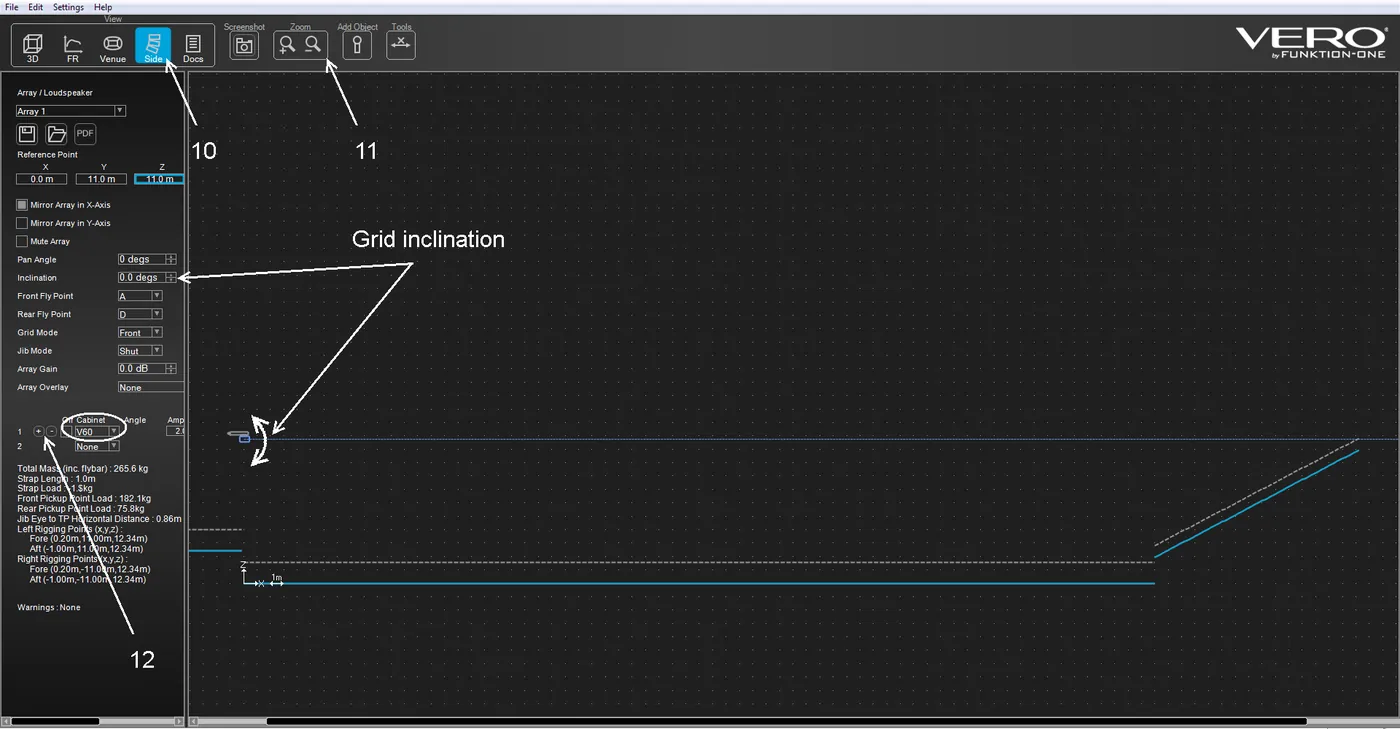 File Edit Settings Help
View
Screenshot Zoom Add Object Tools
3D FR Venue Side Docs
VERO
by FUNKTION-ONE
Array / Loudspeaker
Array 1
PDF
10
11
Reference Point
X Y Z
0.0 m 11.0 m 11.0 m
Mirror Array in X-Axis
Mirror Array in Y-Axis
Mute Array
Grid inclination
Pan Angle 0 degs
Inclination 0.0 degs
Front Fly Point A
Rear Fly Point D
Grid Mode Front
Jib Mode Shut
Array Gain 0.0 dB
Array Overlay None
Cabinet Angle Amp
1 + - V60 2.0
2 None
Total Mass (inc. flybar) : 265.6 kg
Strap Length : 1.0m
Strap Load :
Front Pickup Point Load : 182.1kg
Rear Pickup Point Load : 75.8kg
Jib Eye to TP Horizontal Distance : 0.86m
Left Rigging Points (x,y,z) :
Fore (0.20m,11.00m,12.34m)
Aft (-1.00m,11.00m,12.34m)
Right Rigging Points (x,y,z) :
Fore (0.20m,-11.00m,12.34m)
Aft (-1.00m,-11.00m,12.34m)
Z
X 1m
Warnings : None
12